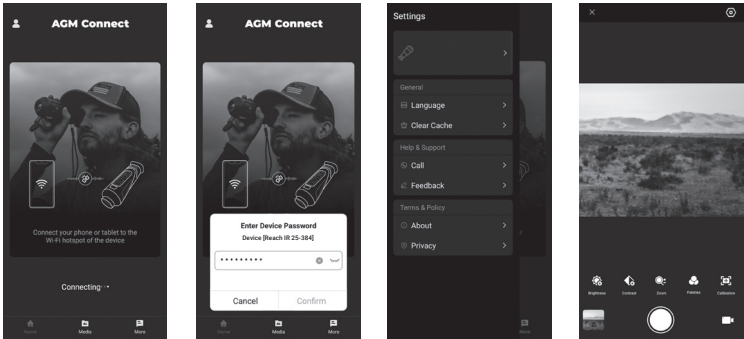 AGM Connect
Connect your phone or tablet to the
Wi-Fi hotspot of the device
Connecting···
Home
Media
More
AGM Connect
Enter Device Password
Device [Reach IR 25-384]
•••••••••
Cancel
Confirm
Home
Media
More
Settings
General
Language
Clear Cache
Help & Support
Call
Feedback
Terms & Policy
About
Privacy
More
Brightness
Contrast
Zoom
Palettes
Calibration